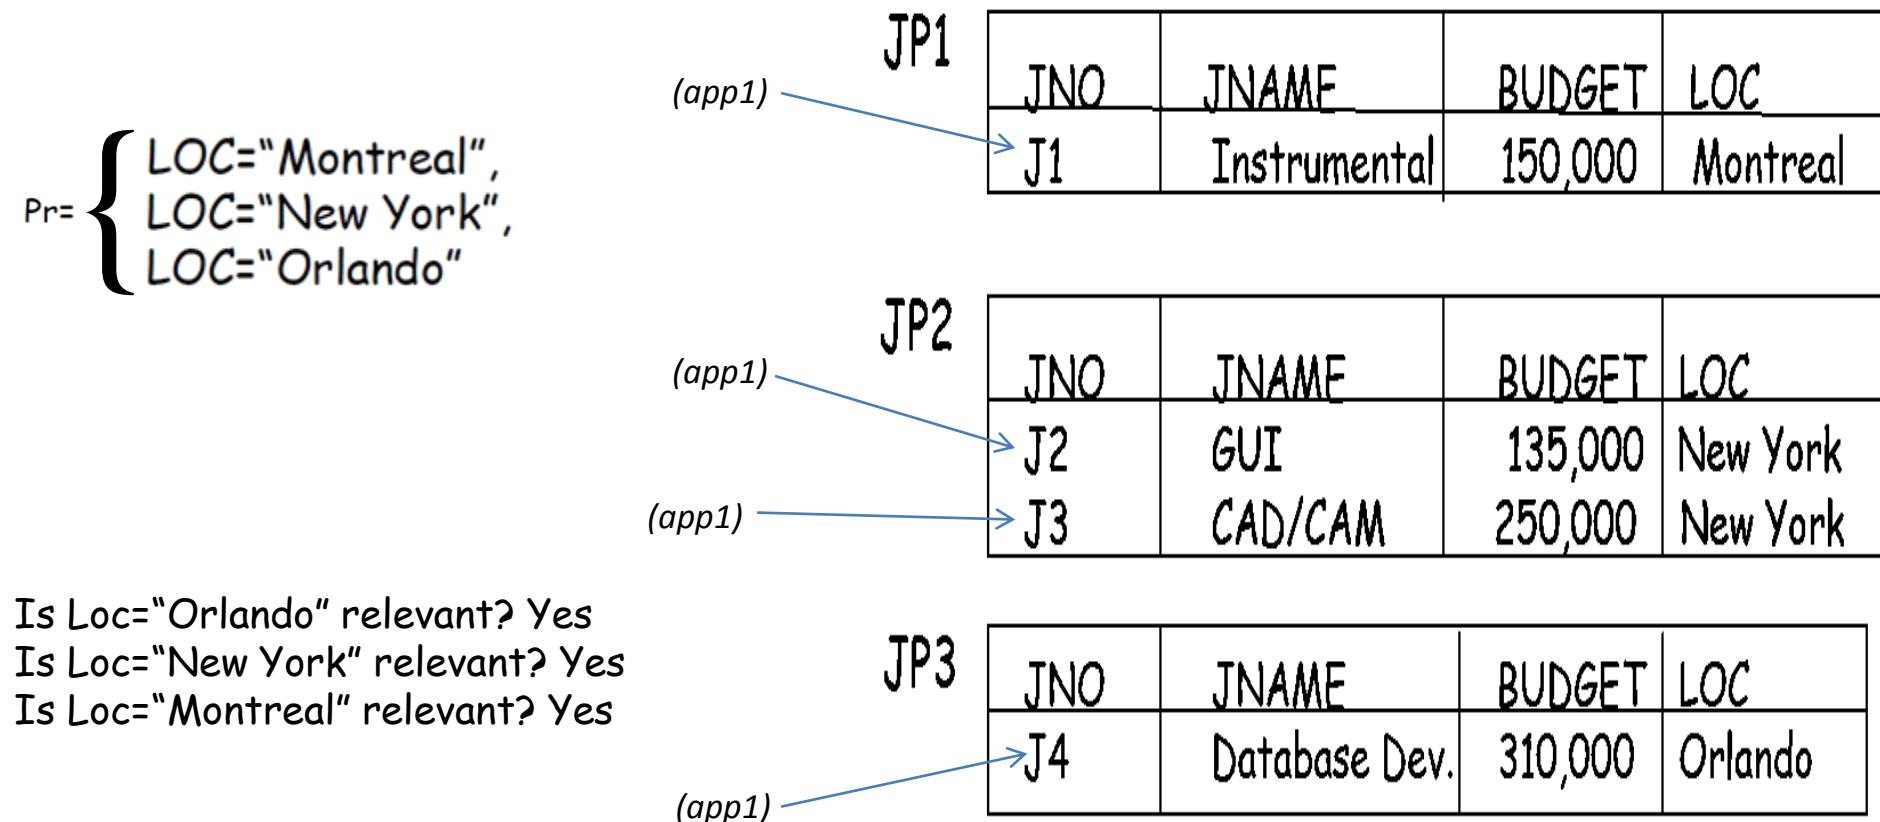 Pr=
LOC="Montreal",
LOC="New York",
LOC="Orlando"
Is Loc="Orlando" relevant? Yes
Is Loc="New York" relevant? Yes
Is Loc="Montreal" relevant? Yes
JP1
(app1)
JNO JNAME BUDGET LOC
J1 Instrumental 150,000 Montreal
JP2
(app1)
(app1)
JNO JNAME BUDGET LOC
J2 GUI 135,000 New York
J3 CAD/CAM 250,000 New York
JP3
JNO JNAME BUDGET LOC
J4 Database Dev. 310,000 Orlando
(app1)